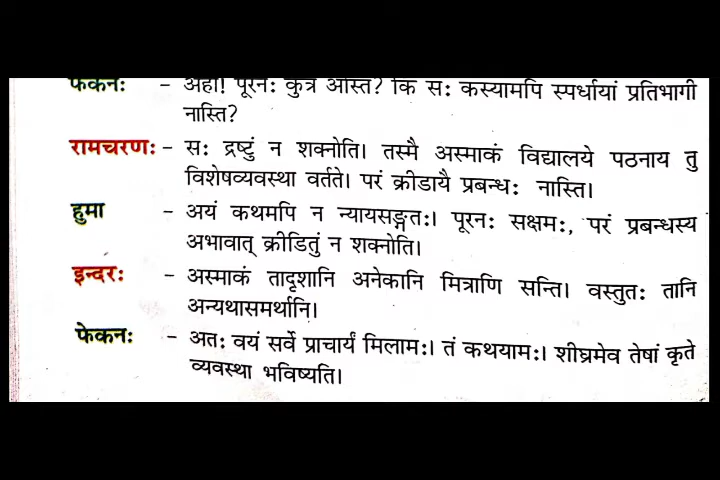 फेकनः – अहो! पूरनः कुत्र अस्ति? किं सः कस्यामपि स्पर्धायां प्रतिभागी
नास्ति?
रामचरणः – सः द्रष्टुं न शक्नोति। तस्मै अस्माकं विद्यालये पठनाय तु
विशेषव्यवस्था वर्तते। परं क्रीडायै प्रबन्धः नास्ति।
हुमा – अयं कथमपि न न्यायसङ्गतः। पूरनः सक्षमः, परं प्रबन्धस्य
अभावात् क्रीडितुं न शक्नोति।
इन्दरः – अस्माकं तादृशानि अनेकानि मित्राणि सन्ति। वस्तुतः तानि
अन्यथासमर्थानि।
फेकनः – अतः वयं सर्वे प्राचार्यं मिलामः। तं कथयामः। शीघ्रमेव तेषां कृते
व्यवस्था भविष्यति।